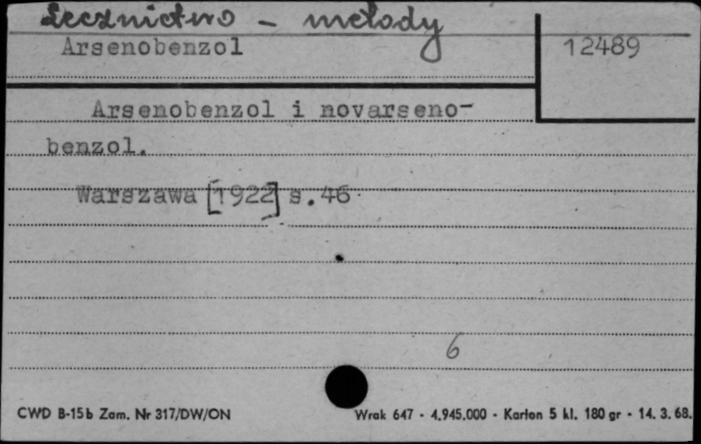 Lecznictwo - metody
Arsenobenzol
12489
Arsenobenzol i novarseno-
benzol.
Warszawa [1922] s.46
6
CWD B-15b Zam. Nr 317/DW/ON
Wrak 647 - 4.945.000 - Karton 5 kl. 180 gr - 14. 3. 68.